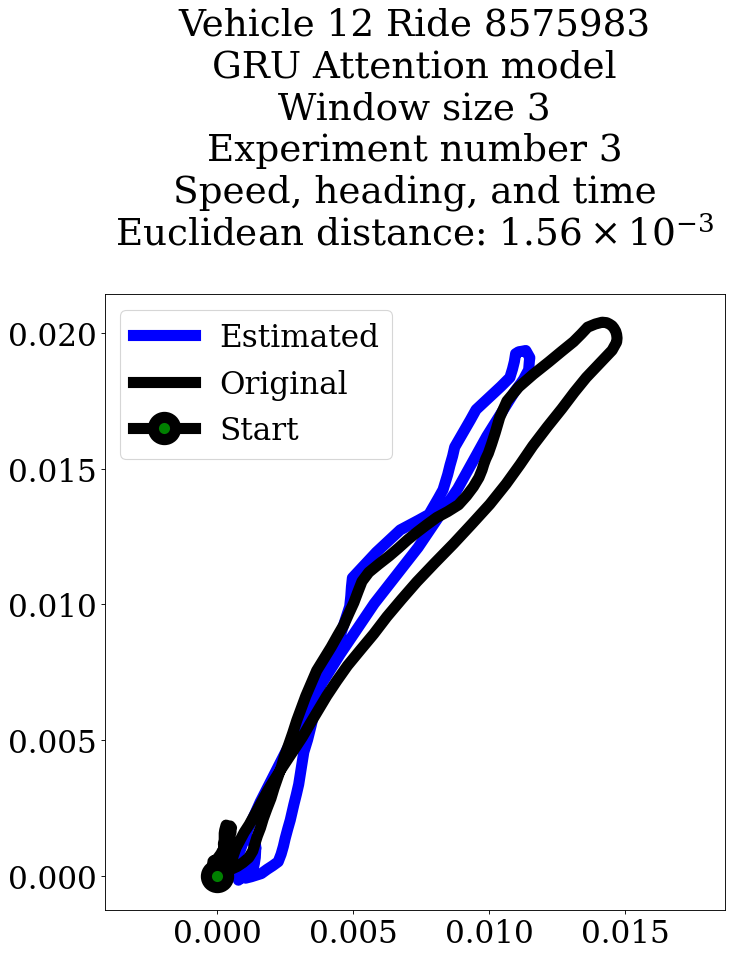 Vehicle 12 Ride 8575983
GRU Attention model
Window size 3
Experiment number 3
Speed, heading, and time
Euclidean distance: 1.56 × 10⁻³
Estimated
Original
Start
0.020
0.015
0.010
0.005
0.000
0.000 0.005 0.010 0.015